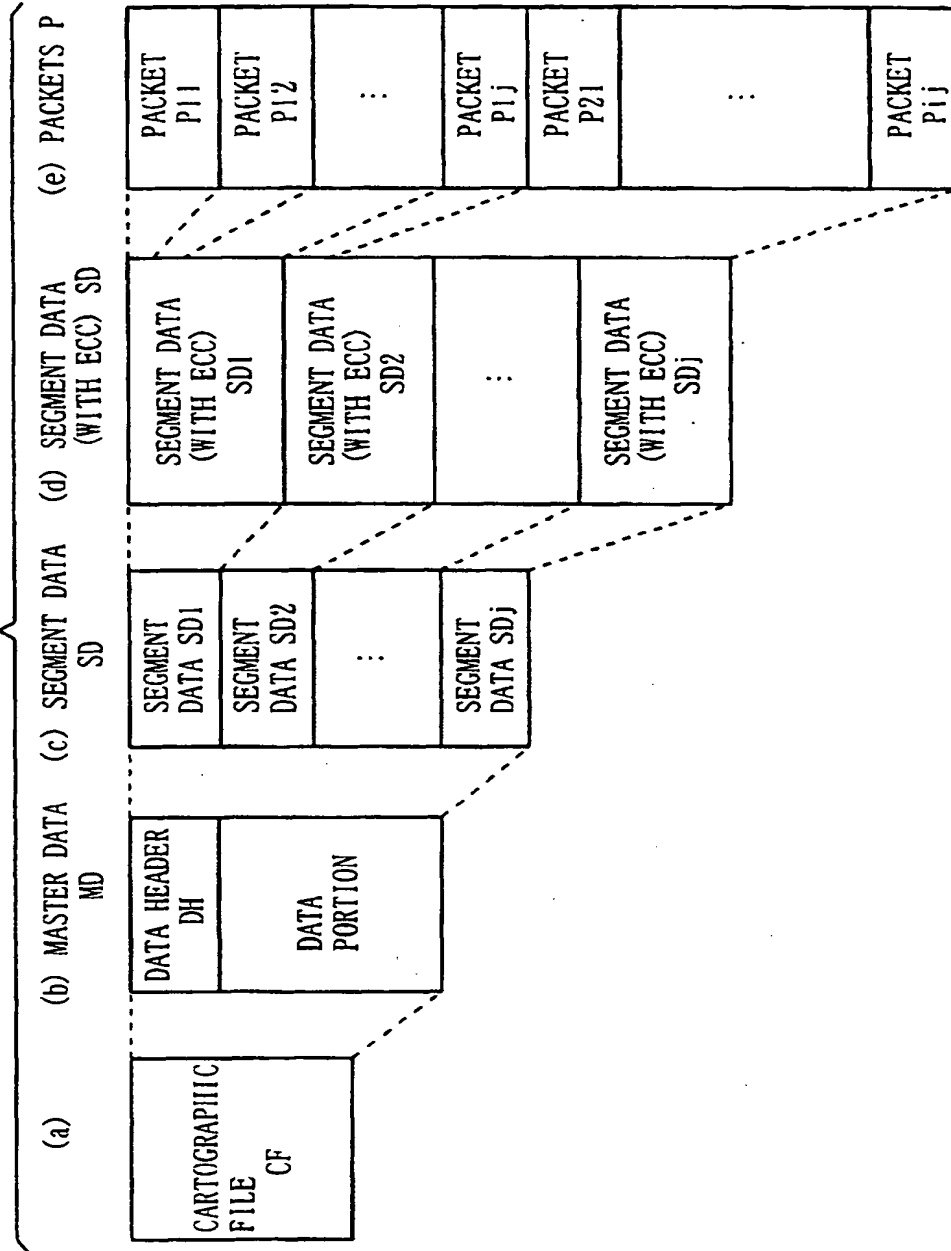 (a)
CARTOGRAPHIC
FILE
CF
(b) MASTER DATA
MD
DATA HEADER
DH
DATA
PORTION
(c) SEGMENT DATA
SD
SEGMENT
DATA SD1
SEGMENT
DATA SD2
...
SEGMENT
DATA SDj
(d) SEGMENT DATA
(WITH ECC) SD
SEGMENT DATA
(WITH ECC)
SD1
SEGMENT DATA
(WITH ECC)
SD2
...
SEGMENT DATA
(WITH ECC)
SDj
(e) PACKETS P
PACKET
P11
PACKET
P12
...
PACKET
P1j
PACKET
P21
...
PACKET
Pij